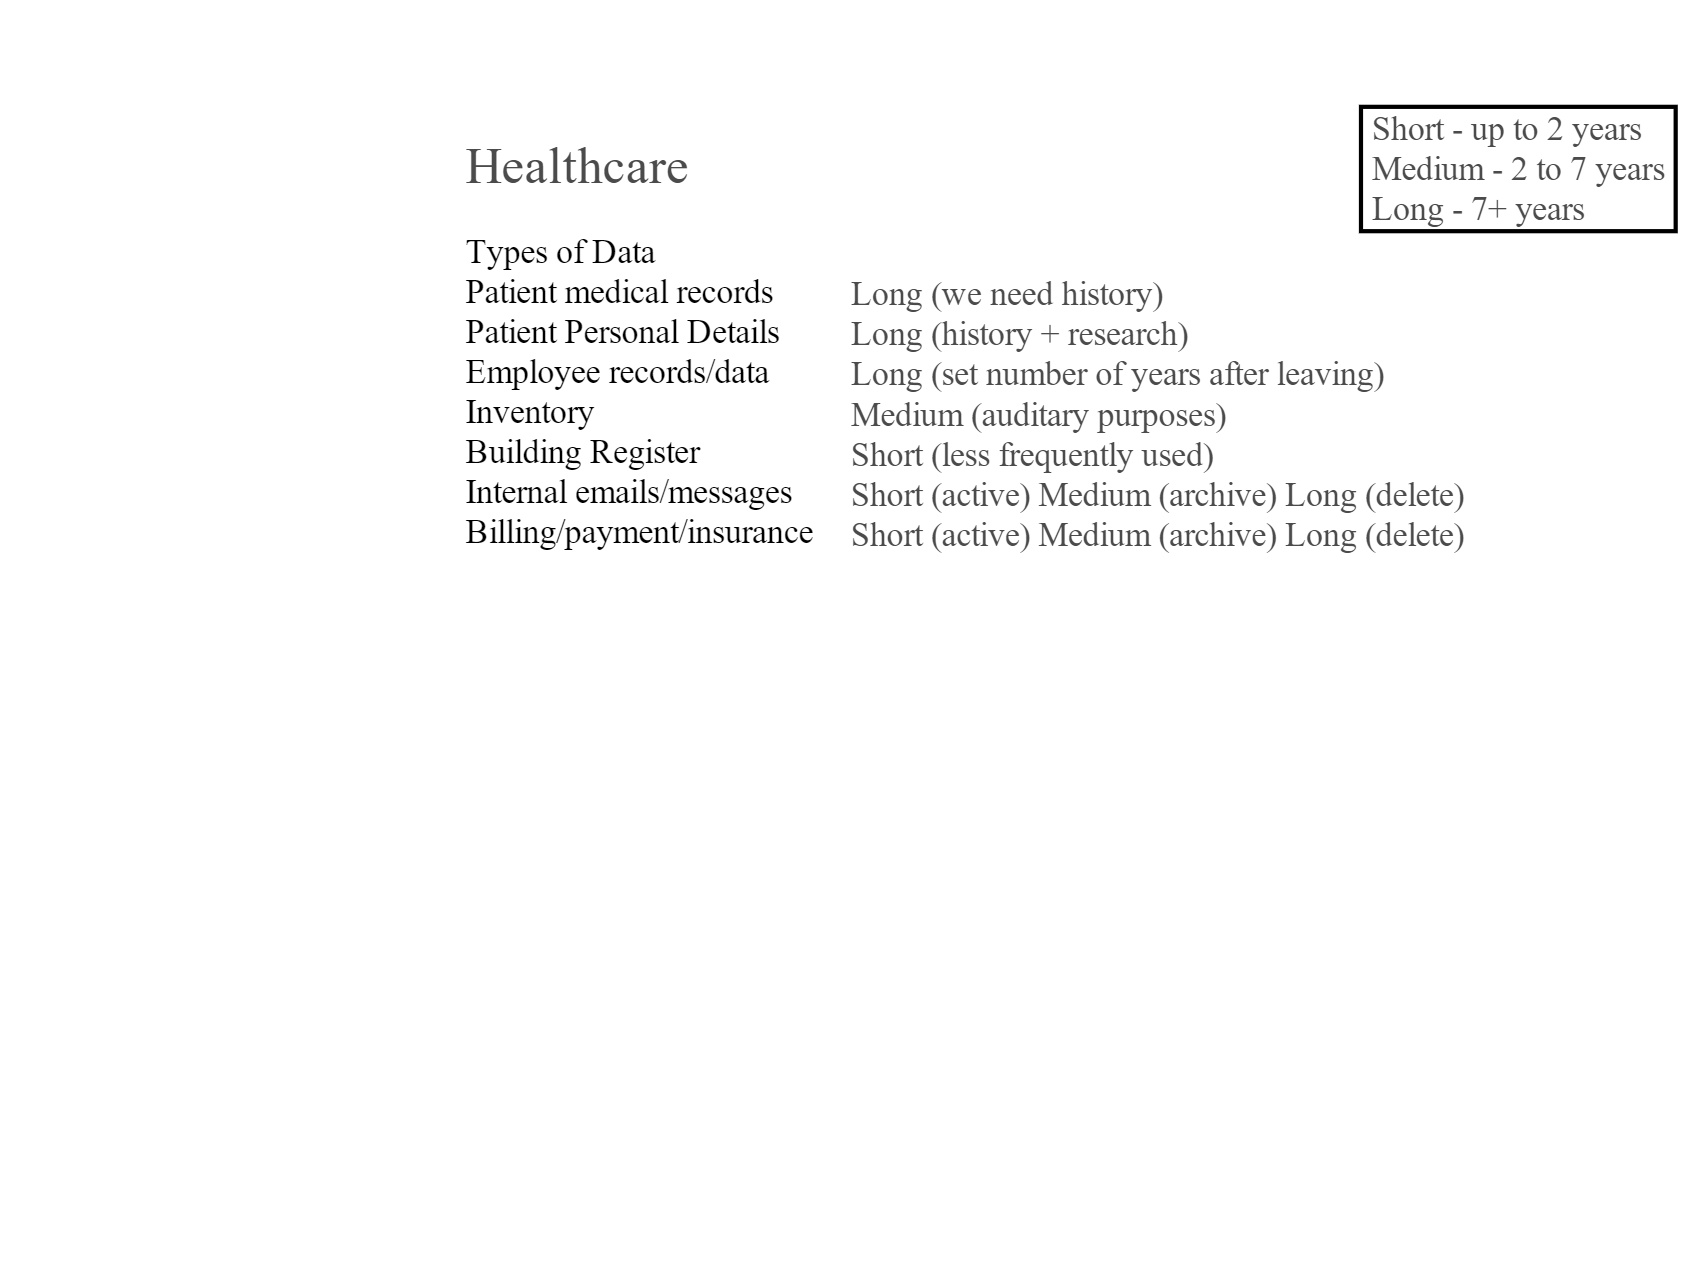 Healthcare
Short - up to 2 years
Medium - 2 to 7 years
Long - 7+ years
Types of Data
Patient medical records Long (we need history)
Patient Personal Details Long (history + research)
Employee records/data Long (set number of years after leaving)
Inventory Medium (auditary purposes)
Building Register Short (less frequently used)
Internal emails/messages Short (active) Medium (archive) Long (delete)
Billing/payment/insurance Short (active) Medium (archive) Long (delete)